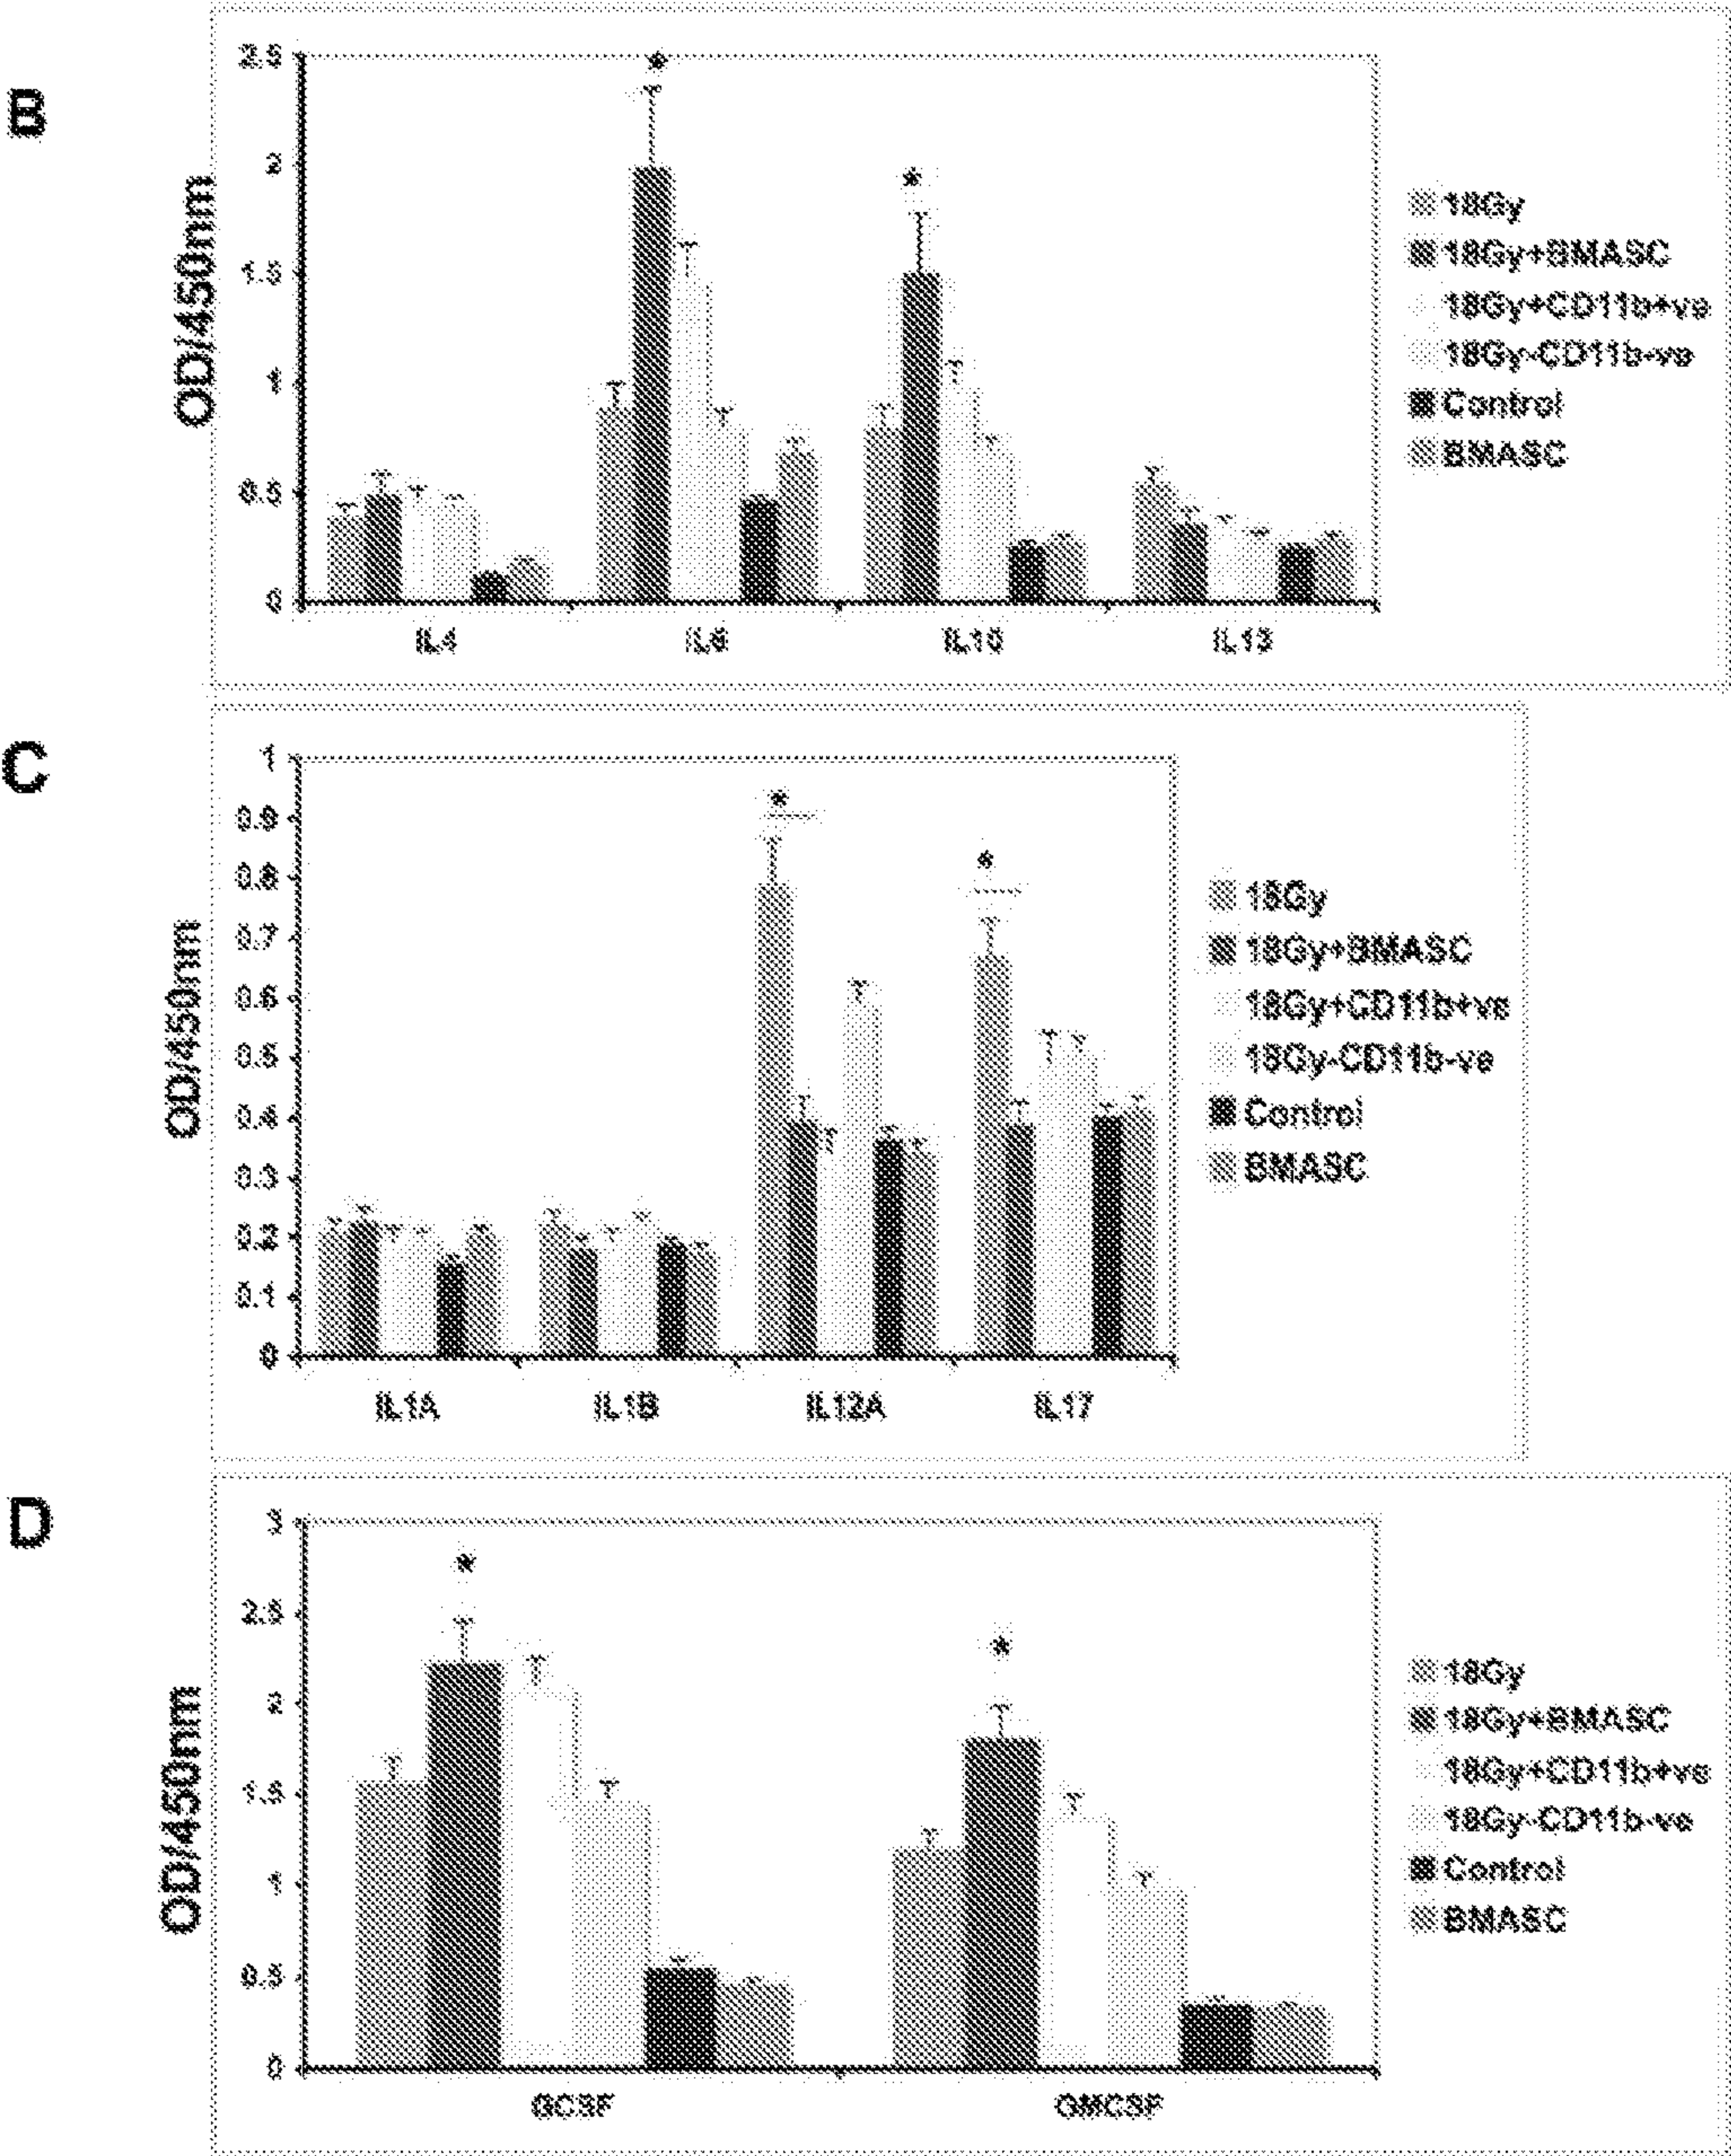 B
OD/450nm
2.5
2
1.5
1
0.5
0
*
*
IL4
IL6
IL10
IL13
18Gy
18Gy+BMASC
18Gy+CD11b+ve
18Gy-CD11b-ve
Control
BMASC
C
OD/450nm
1
0.9
0.8
0.7
0.6
0.5
0.4
0.3
0.2
0.1
0
*
*
IL1A
IL1B
IL12A
IL17
18Gy
18Gy+BMASC
18Gy+CD11b+ve
18Gy-CD11b-ve
Control
BMASC
D
OD/450nm
3
2.5
2
1.5
1
0.5
0
*
*
GCSF
GMCSF
18Gy
18Gy+BMASC
18Gy+CD11b+ve
18Gy-CD11b-ve
Control
BMASC